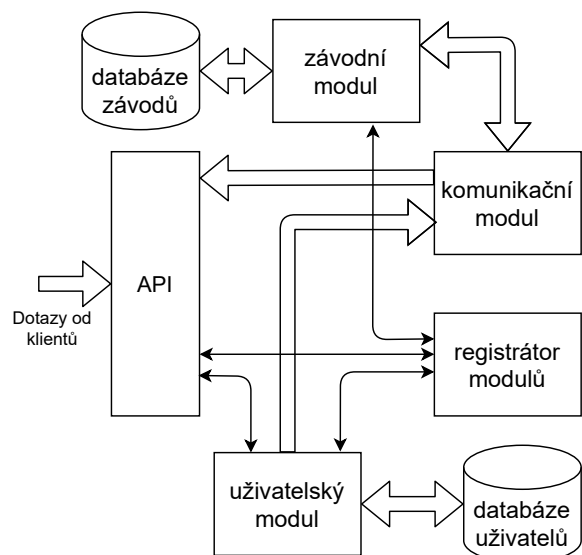 databáze
závodů
závodní
modul
komunikační
modul
API
Dotazy od
klientů
registrátor
modulů
uživatelský
modul
databáze
uživatelů